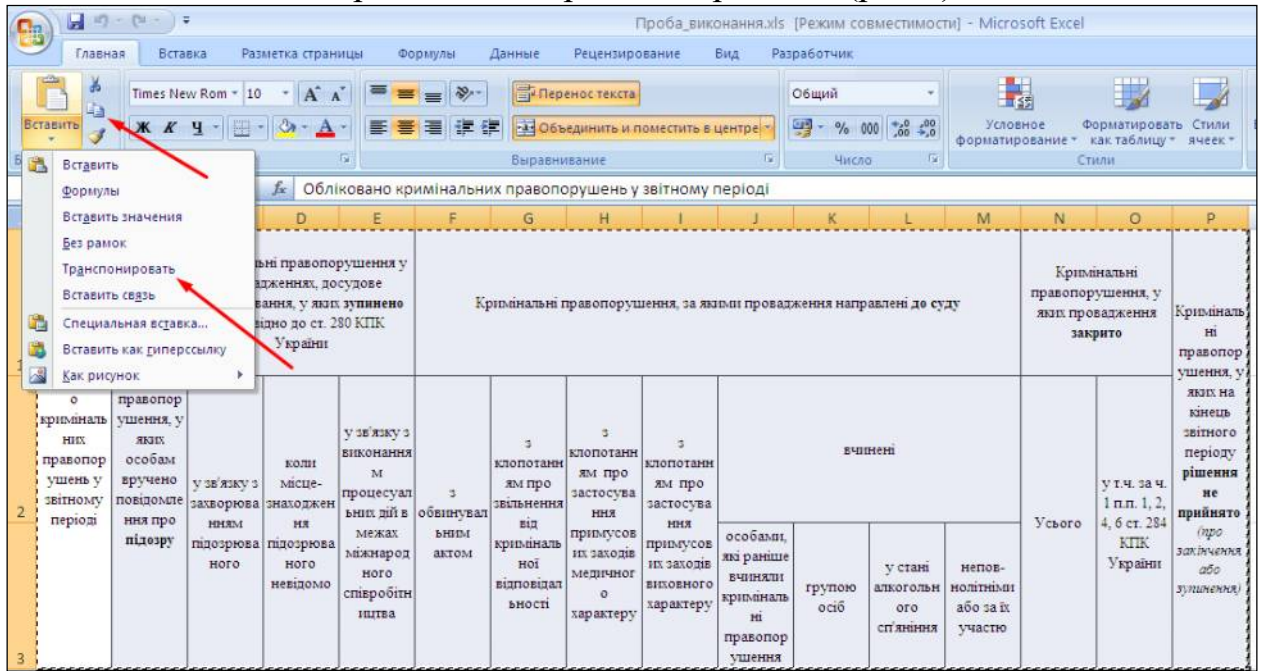 Проба_виконання.xls [Режим совместимости] - Microsoft Excel
Главная Вставка Разметка страницы Формулы Данные Рецензирование Вид Разработчик
Вставить
Times New Rom 10
Ж К Ч
Перенос текста
Объединить и поместить в центре
Выравнивание
Общий
% 000
Число
Условное форматирование
Форматировать как таблицу
Стили ячеек
Стили
Вставить
Формулы
Вставить значения
Без рамок
Транспонировать
Вставить связь
Специальная вставка...
Вставить как гиперссылку
Как рисунок
fx Обліковано кримінальних правопорушень у звітному періоді
D E F G H I J K L M N O P
ьні правопорушення у
дженнях, досудове
вання, у яких зупинено
ідно до ст. 280 КПК
України
Кримінальні правопорушення, за якими провадження направлені до суду
Кримінальні
правопорушення, у
яких провадження
закрито
Криміналь
ні
правопор
ушення, у
яких на
кінець
звітного
періоду
рішення
не
прийнято
(про
закінчення
або
зупинення)
1
2
3
о
криміналь
них
правопор
ушень у
звітному
періоді
правопор
ушення, у
яких
особам
вручено
повідомле
ння про
підозру
у зв'язку з
захворюва
нням
підозрюва
ного
коли
місце-
знаходжен
ня
підозрюва
ного
невідомо
у зв'язку з
виконання
м
процесуал
ьних дій в
межах
міжнарод
ного
співробітн
ицтва
з
обвинувал
ьним
актом
з
клопотанн
ям про
звільнення
від
криміналь
ної
відповідал
ьності
з
клопотанн
ям про
застосува
ння
примусов
их заходів
медичног
о
характеру
з
клопотанн
ям про
застосува
ння
примусов
их заходів
виховного
характеру
вчинені
особами,
які раніше
вчиняли
криміналь
ні
правопор
ушення
групою
осіб
у стані
алкогольн
ого
сп'яніння
непов-
нолітніми
або за їх
участю
Усього
у т.ч. за ч.
1 п.п. 1, 2,
4, 6 ст. 284
КПК
України